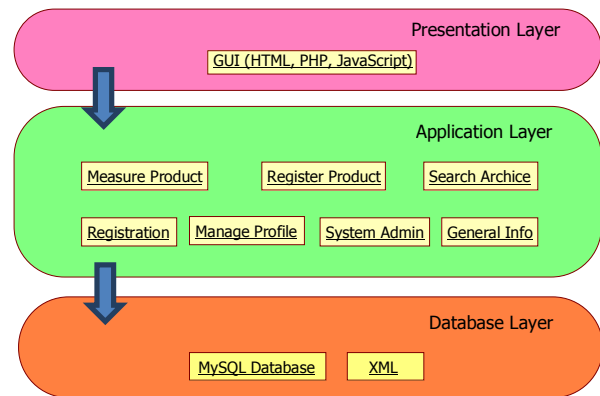 Presentation Layer
GUI (HTML, PHP, JavaScript)
Application Layer
Measure Product
Register Product
Search Archice
Registration
Manage Profile
System Admin
General Info
Database Layer
MySQL Database
XML